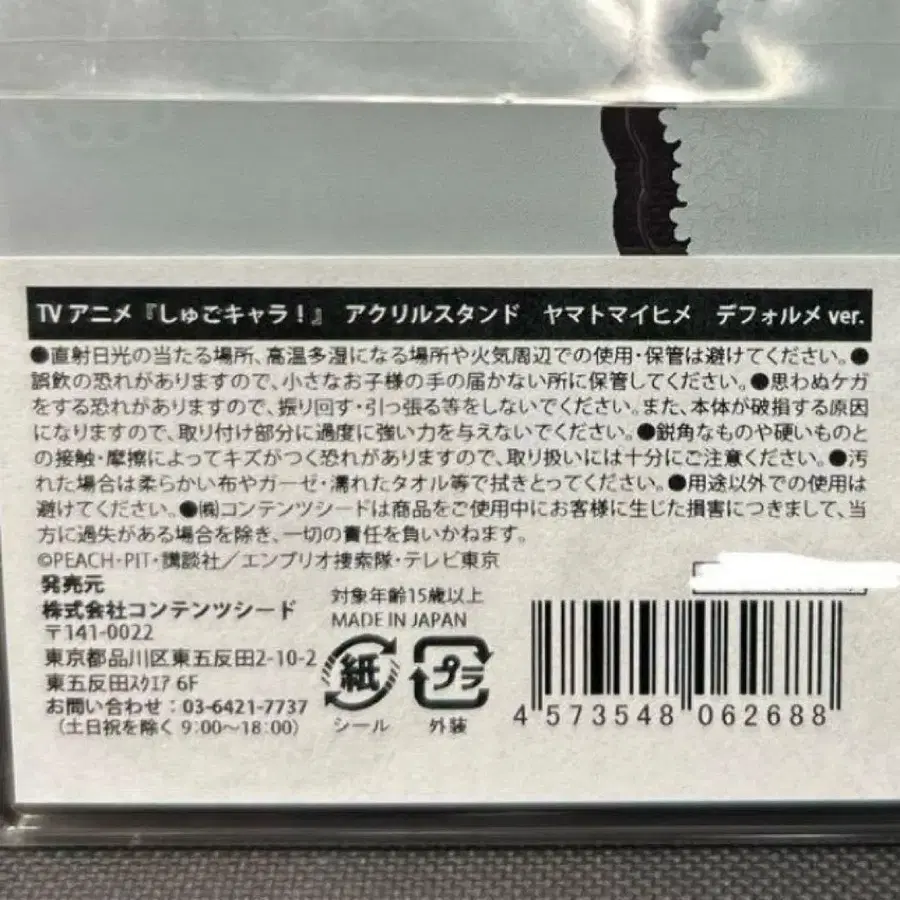 TV アニメ『しゅごキャラ！』 アクリルスタンド ヤマトマイヒメ デフォルメ ver.
●直射日光の当たる場所、高温多湿になる場所や火気周辺での使用・保管は避けてください。●
誤飲の恐れがありますので、小さなお子様の手の届かない所に保管してください。●思わぬケガ
をする恐れがありますので、振り回す・引っ張る等をしないでください。また、本体が破損する原因
になりますので、取り付け部分に過度に強い力を与えないでください。●鋭角なものや硬いものと
の接触・摩擦によってキズがつく恐れがありますので、取り扱いには十分にご注意ください。●汚
れた場合は柔らかい布やガーゼ・濡れたタオル等で拭きとってください。●用途以外での使用は
避けてください。●㈱コンテンツシードは商品をご使用中にお客様に生じた損害につきまして、当
方に過失がある場合を除き、一切の責任を負いかねます。
©PEACH-PIT・講談社／エンブリオ捜索隊・テレビ東京
発売元
株式会社コンテンツシード
〒141-0022
東京都品川区東五反田2-10-2
東五反田ｽｸｴｱ 6F
お問い合わせ：03-6421-7737
（土日祝を除く 9:00～18:00）
対象年齢15歳以上
MADE IN JAPAN
紙
シール
プラ
外装
4 573548 062688